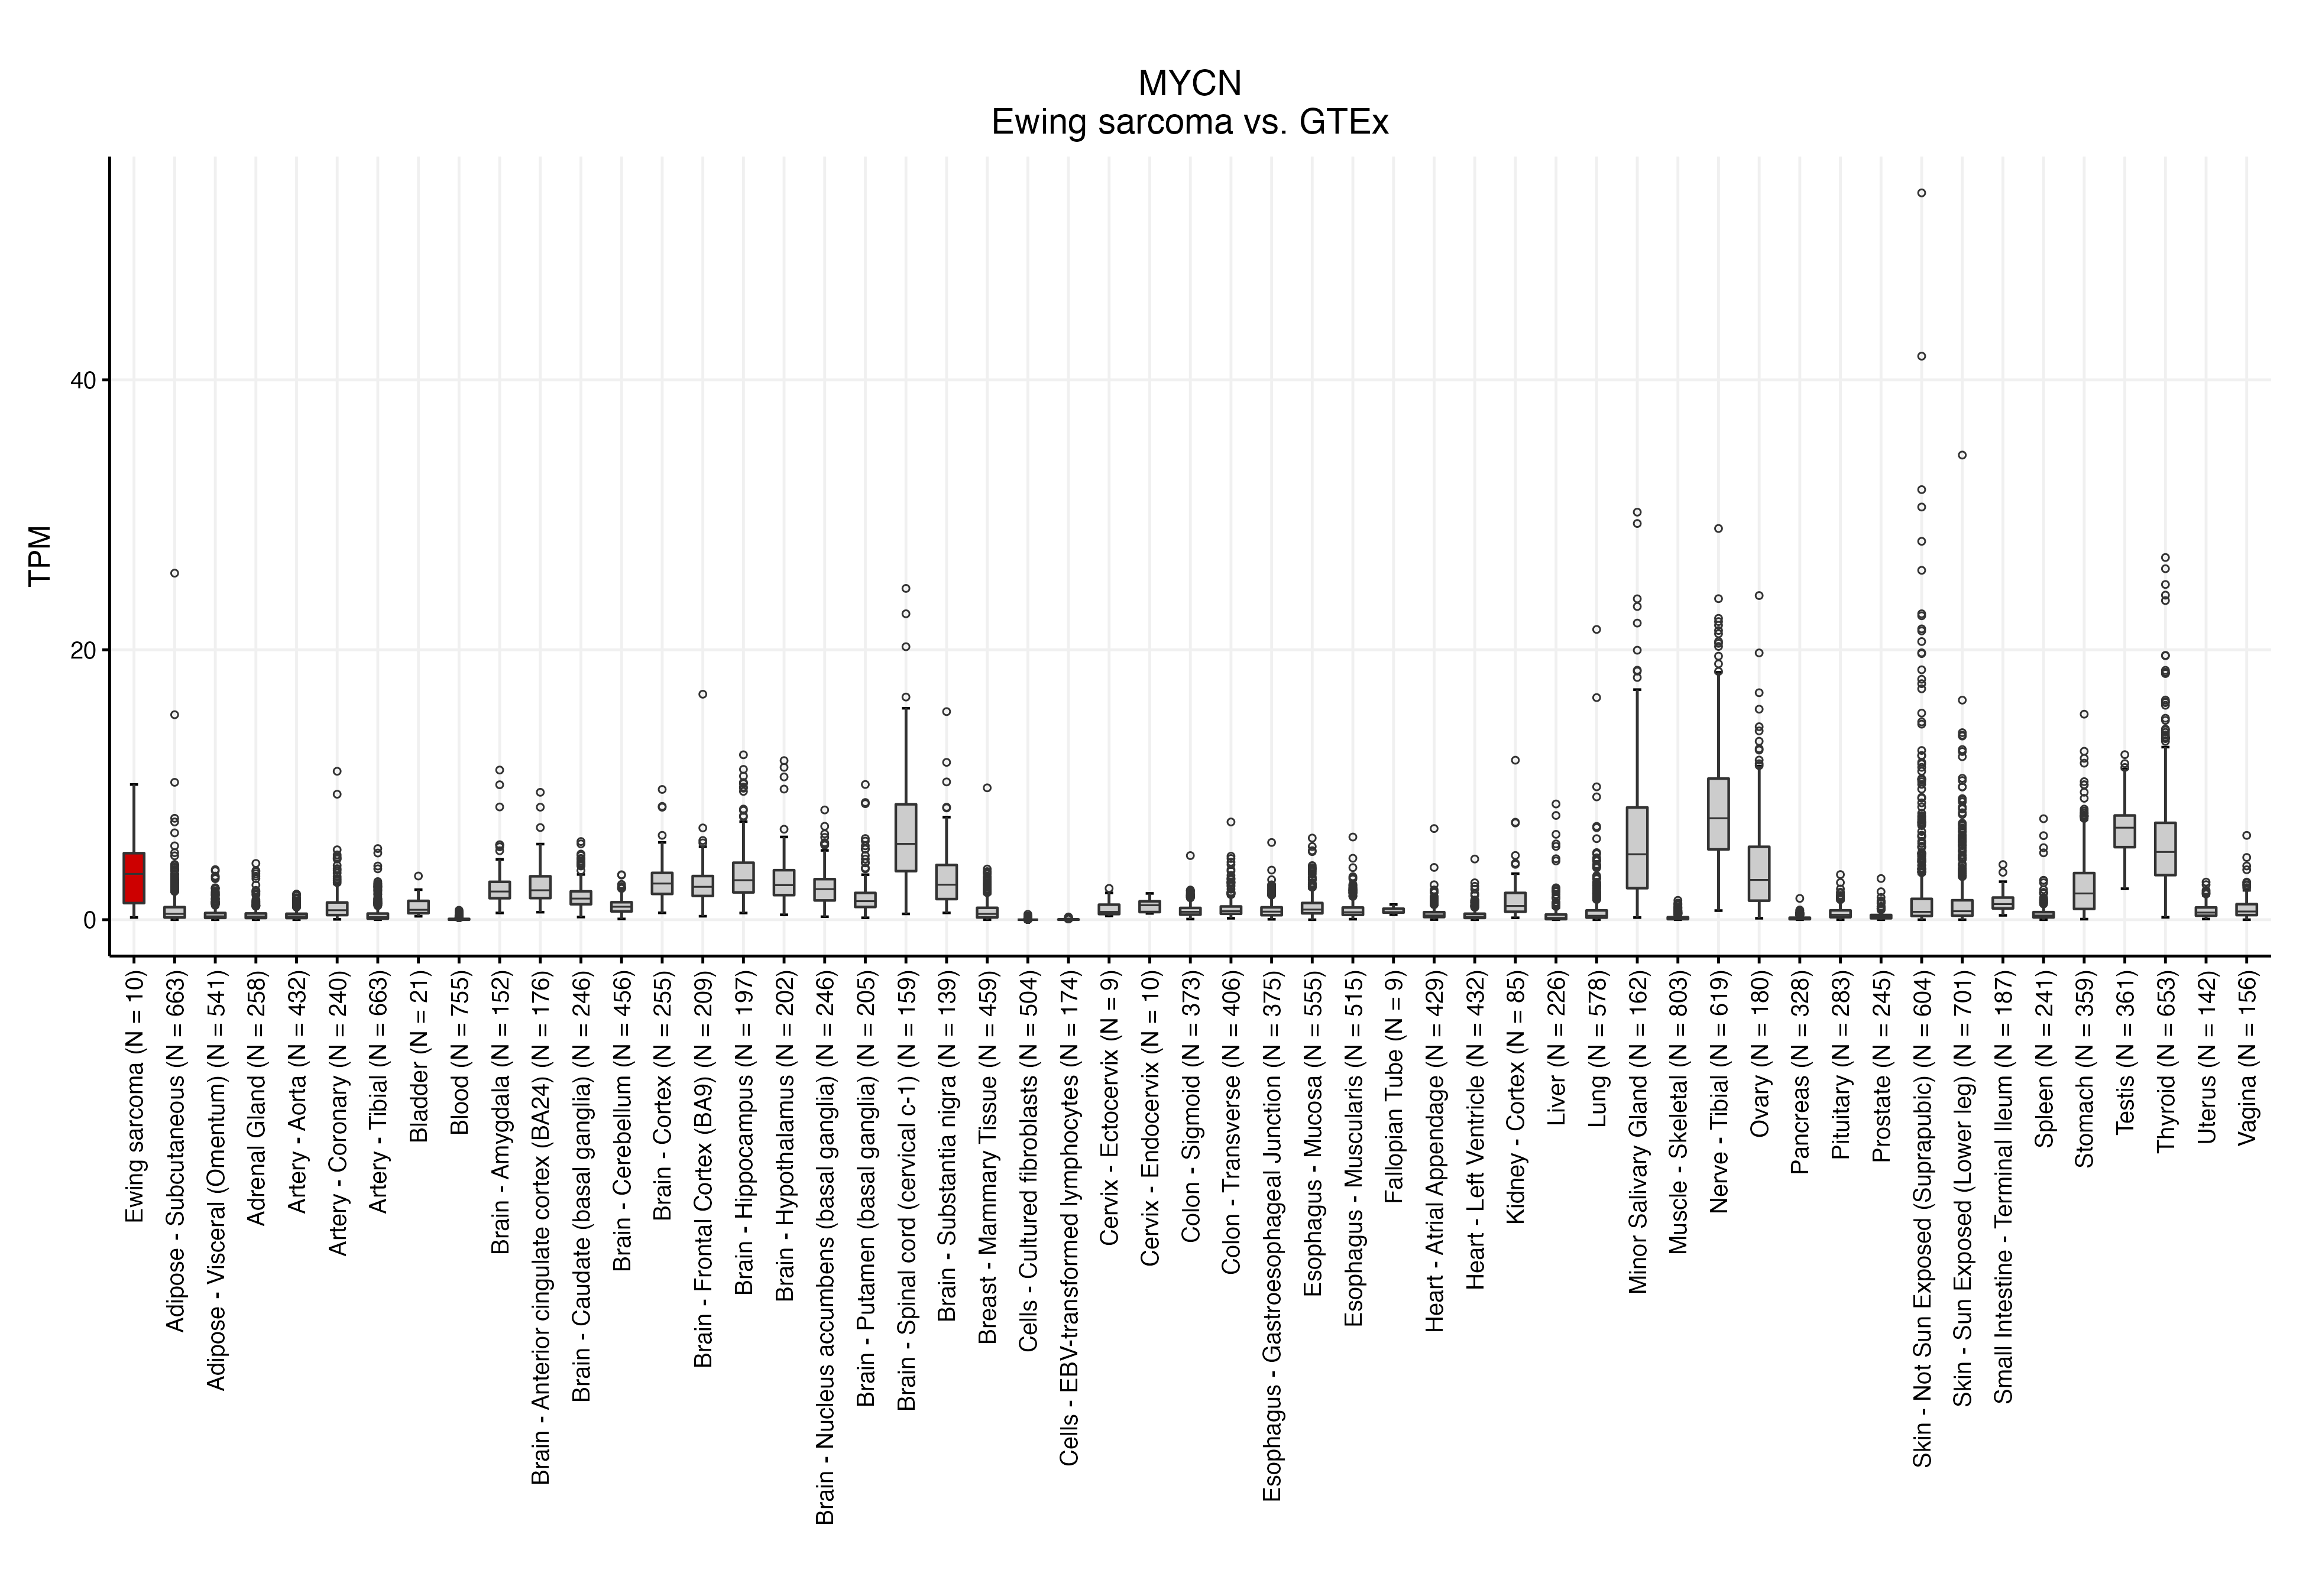 MYCN
Ewing sarcoma vs. GTEx
TPM
40
20
0
Ewing sarcoma (N = 10)
Adipose - Subcutaneous (N = 663)
Adipose - Visceral (Omentum) (N = 541)
Adrenal Gland (N = 258)
Artery - Aorta (N = 432)
Artery - Coronary (N = 240)
Artery - Tibial (N = 663)
Bladder (N = 21)
Blood (N = 755)
Brain - Amygdala (N = 152)
Brain - Anterior cingulate cortex (BA24) (N = 176)
Brain - Caudate (basal ganglia) (N = 246)
Brain - Cerebellum (N = 456)
Brain - Cortex (N = 255)
Brain - Frontal Cortex (BA9) (N = 209)
Brain - Hippocampus (N = 197)
Brain - Hypothalamus (N = 202)
Brain - Nucleus accumbens (basal ganglia) (N = 246)
Brain - Putamen (basal ganglia) (N = 205)
Brain - Spinal cord (cervical c-1) (N = 159)
Brain - Substantia nigra (N = 139)
Breast - Mammary Tissue (N = 459)
Cells - Cultured fibroblasts (N = 504)
Cells - EBV-transformed lymphocytes (N = 174)
Cervix - Ectocervix (N = 9)
Cervix - Endocervix (N = 10)
Colon - Sigmoid (N = 373)
Colon - Transverse (N = 406)
Esophagus - Gastroesophageal Junction (N = 375)
Esophagus - Mucosa (N = 555)
Esophagus - Muscularis (N = 515)
Fallopian Tube (N = 9)
Heart - Atrial Appendage (N = 429)
Heart - Left Ventricle (N = 432)
Kidney - Cortex (N = 85)
Liver (N = 226)
Lung (N = 578)
Minor Salivary Gland (N = 162)
Muscle - Skeletal (N = 803)
Nerve - Tibial (N = 619)
Ovary (N = 180)
Pancreas (N = 328)
Pituitary (N = 283)
Prostate (N = 245)
Skin - Not Sun Exposed (Suprapubic) (N = 604)
Skin - Sun Exposed (Lower leg) (N = 701)
Small Intestine - Terminal Ileum (N = 187)
Spleen (N = 241)
Stomach (N = 359)
Testis (N = 361)
Thyroid (N = 653)
Uterus (N = 142)
Vagina (N = 156)